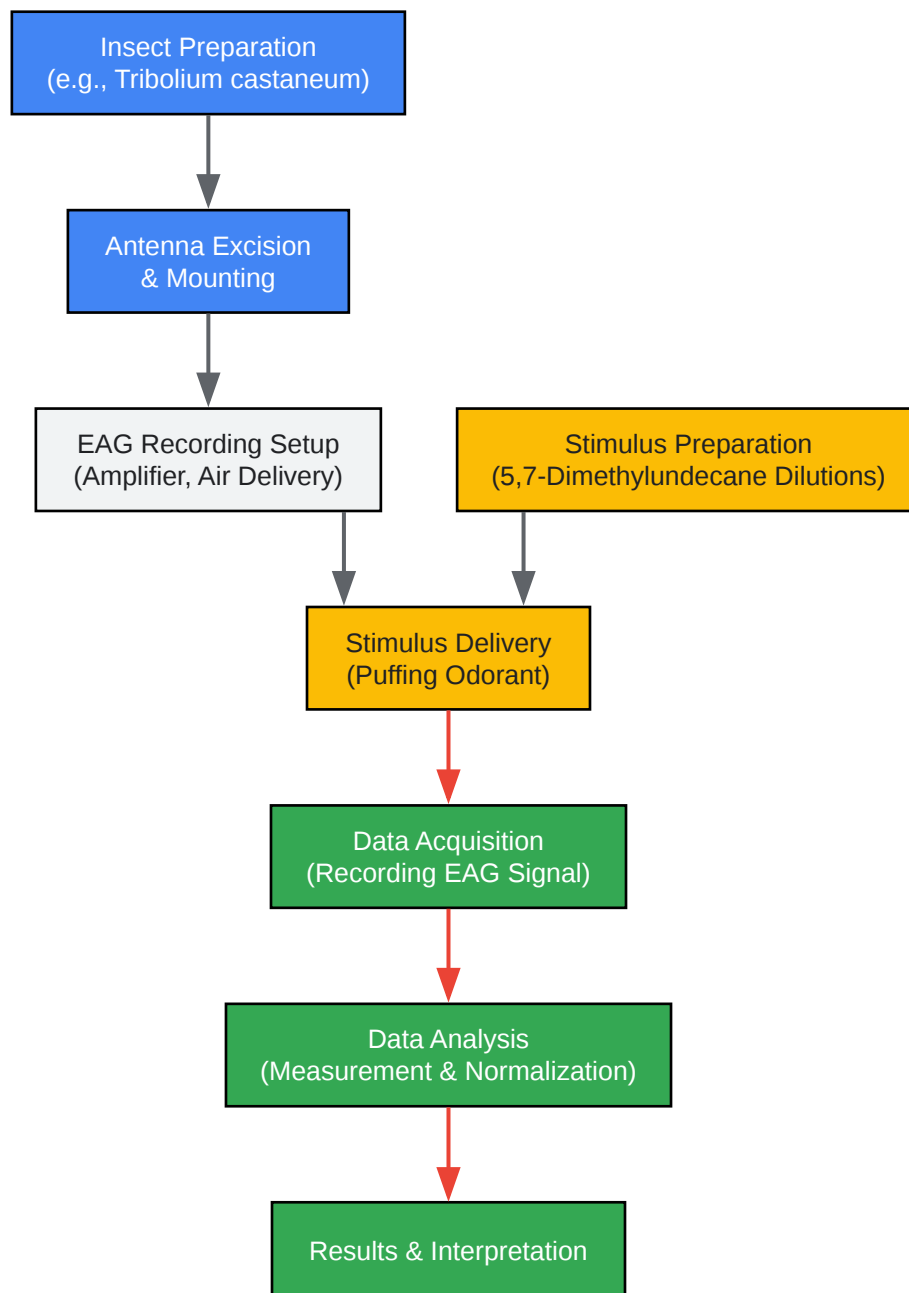 Insect Preparation
(e.g., Tribolium castaneum)
Antenna Excision
& Mounting
EAG Recording Setup
(Amplifier, Air Delivery)
Stimulus Preparation
(5,7-Dimethylundecane Dilutions)
Stimulus Delivery
(Puffing Odorant)
Data Acquisition
(Recording EAG Signal)
Data Analysis
(Measurement & Normalization)
Results & Interpretation